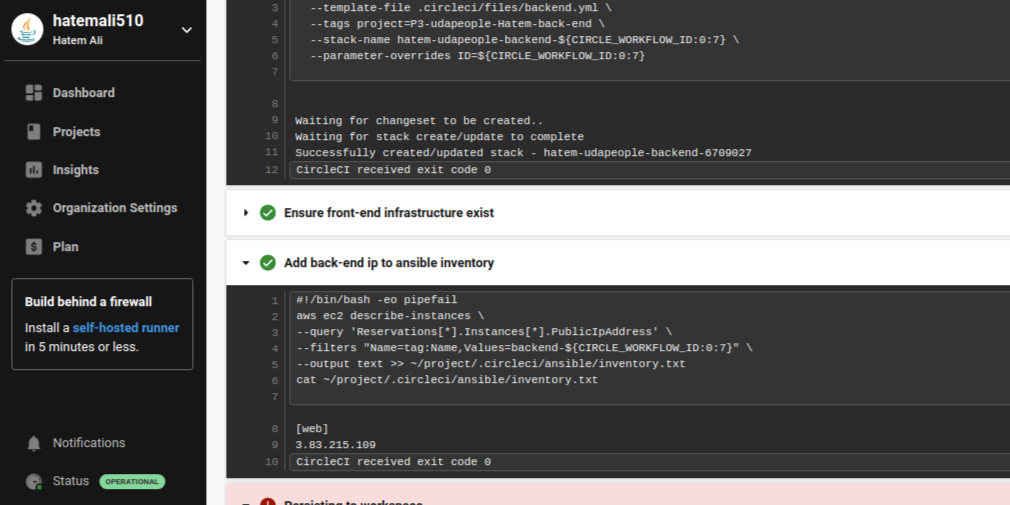 hatemali510
Hatem Ali
Dashboard
Projects
Insights
Organization Settings
Plan
Build behind a firewall
Install a self-hosted runner
in 5 minutes or less.
Notifications
Status OPERATIONAL
3 --template-file .circleci/files/backend.yml \
4 --tags project=P3-udapeople-Hatem-back-end \
5 --stack-name hatem-udapeople-backend-${CIRCLE_WORKFLOW_ID:0:7} \
6 --parameter-overrides ID=${CIRCLE_WORKFLOW_ID:0:7}
7
8
9 Waiting for changeset to be created..
10 Waiting for stack create/update to complete
11 Successfully created/updated stack - hatem-udapeople-backend-6709027
12 CircleCI received exit code 0
Ensure front-end infrastructure exist
Add back-end ip to ansible inventory
1 #!/bin/bash -eo pipefail
2 aws ec2 describe-instances \
3 --query 'Reservations[*].Instances[*].PublicIpAddress' \
4 --filters "Name=tag:Name,Values=backend-${CIRCLE_WORKFLOW_ID:0:7}" \
5 --output text >> ~/project/.circleci/ansible/inventory.txt
6 cat ~/project/.circleci/ansible/inventory.txt
7
8 [web]
9 3.83.215.109
10 CircleCI received exit code 0
Persisting to workspace